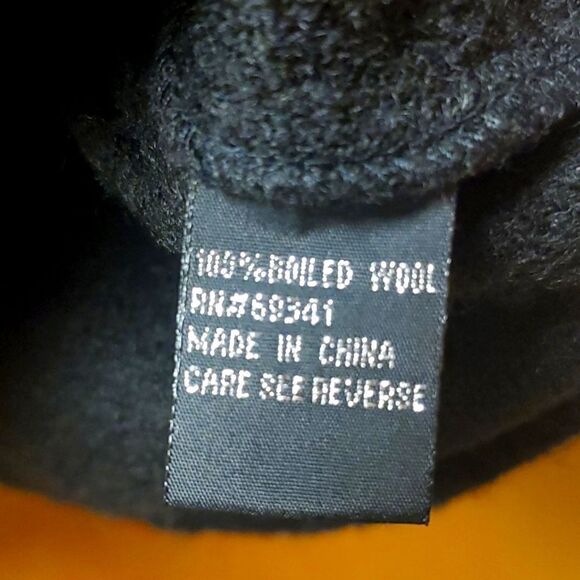 100%BOILED WOOL
RN#69341
MADE IN CHINA
CARE SEE REVERSE